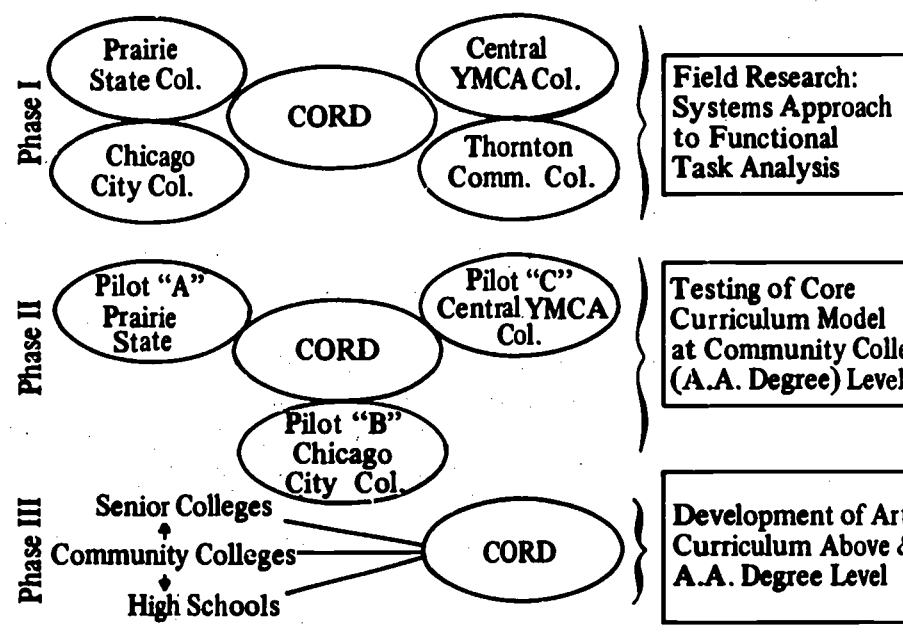 Phase I
Prairie
State Col.
Chicago
City Col.
CORD
Central
YMCA Col.
Thornton
Comm. Col.
Field Research:
Systems Approach
to Functional
Task Analysis
Phase II
Pilot “A”
Prairie
State
CORD
Pilot “B”
Chicago
City Col.
Pilot “C”
Central YMCA
Col.
Testing of Core
Curriculum Model
at Community
(A.A. Degree) Level
Phase III
Senior Colleges
Community Colleges
High Schools
CORD
Development of
Curriculum Above
A.A. Degree Level